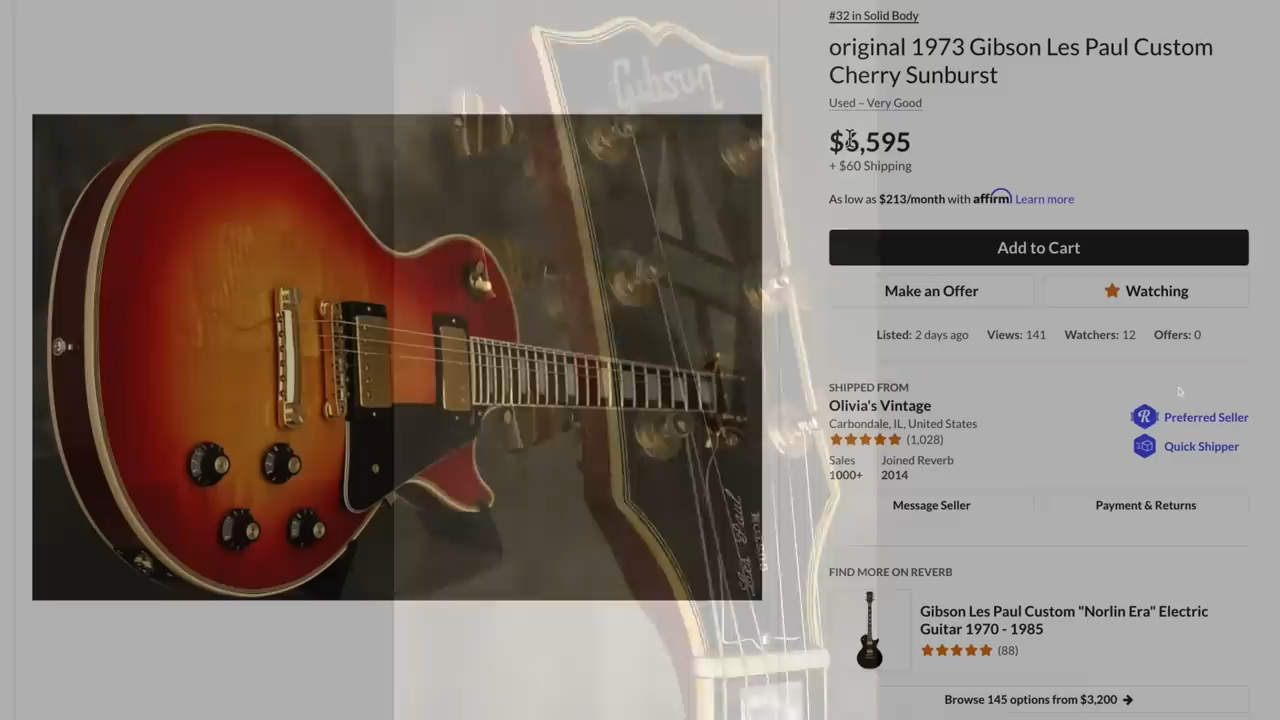 #32 in Solid Body
original 1973 Gibson Les Paul Custom
Cherry Sunburst
Used – Very Good
+ $60 Shipping
As low as $213/month with affirm Learn more
Add to Cart
Make an Offer
Watching
Listed: 2 days ago Views: 141 Watchers: 12 Offers: 0
SHIPPED FROM
Olivia's Vintage
Carbondale, IL, United States
(1,028)
Preferred Seller
Quick Shipper
Sales Joined Reverb
1000+ 2014
Message Seller
Payment & Returns
FIND MORE ON REVERB
Gibson Les Paul Custom "Norlin Era" Electric
Guitar 1970 - 1985
(88)
Browse 145 options from $3,200
Gibson
Les Paul
CUSTOM